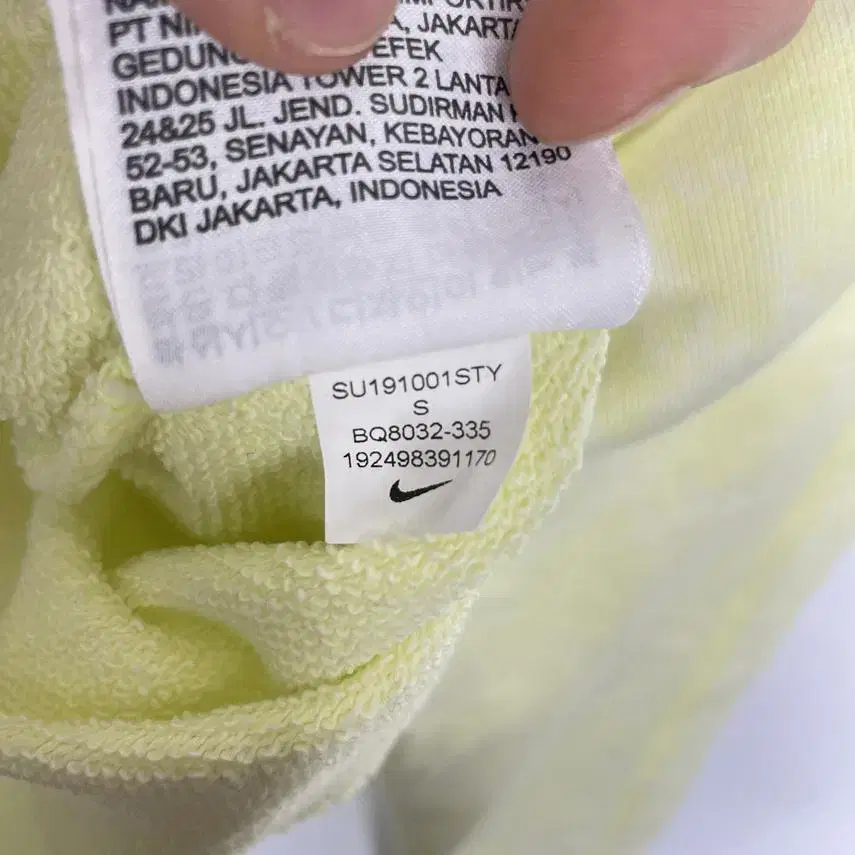 PT
, JAKARTA
GEDUNG EFEK
INDONESIA TOWER 2 LANTA
24&25 JL. JEND. SUDIRMAN
52-53, SENAYAN, KEBAYORAN
BARU, JAKARTA SELATAN 12190
DKI JAKARTA, INDONESIA
SU191001STY
S
BQ8032-335
192498391170